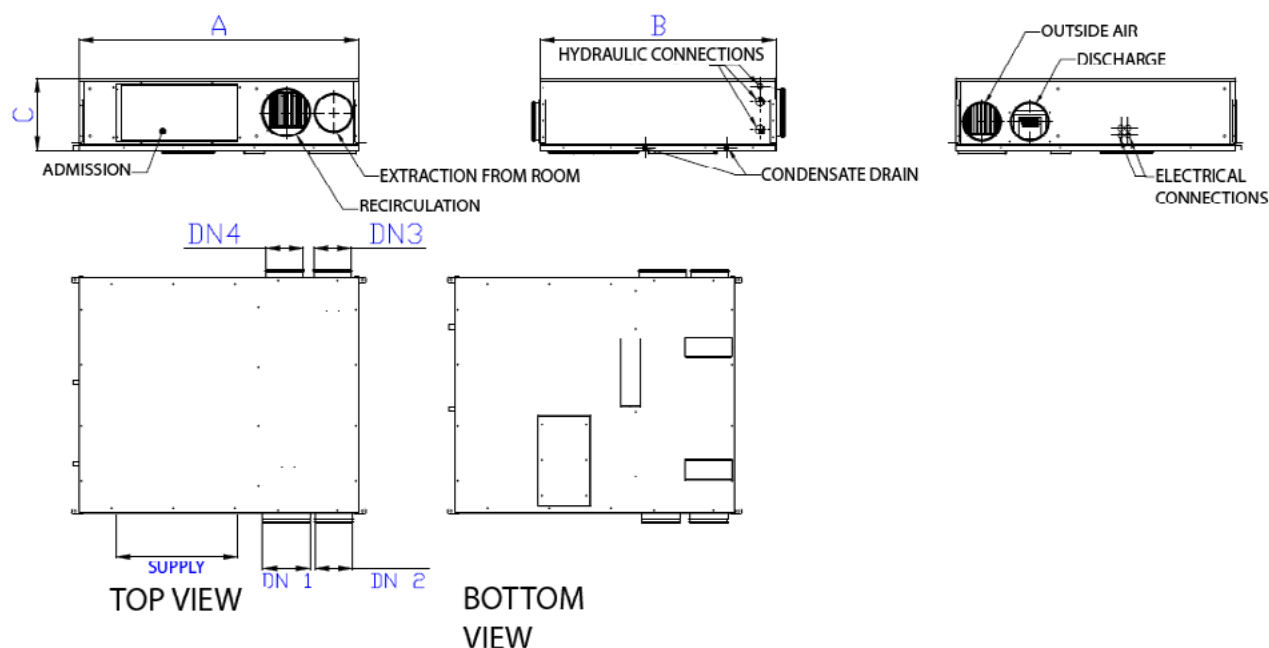 A
B
C
HYDRAULIC CONNECTIONS
OUTSIDE AIR
DISCHARGE
ADMISSION
EXTRACTION FROM ROOM
RECIRCULATION
CONDENSATE DRAIN
ELECTRICAL
CONNECTIONS
DN4
DN3
SUPPLY
DN 1
DN 2
TOP VIEW
BOTTOM
VIEW